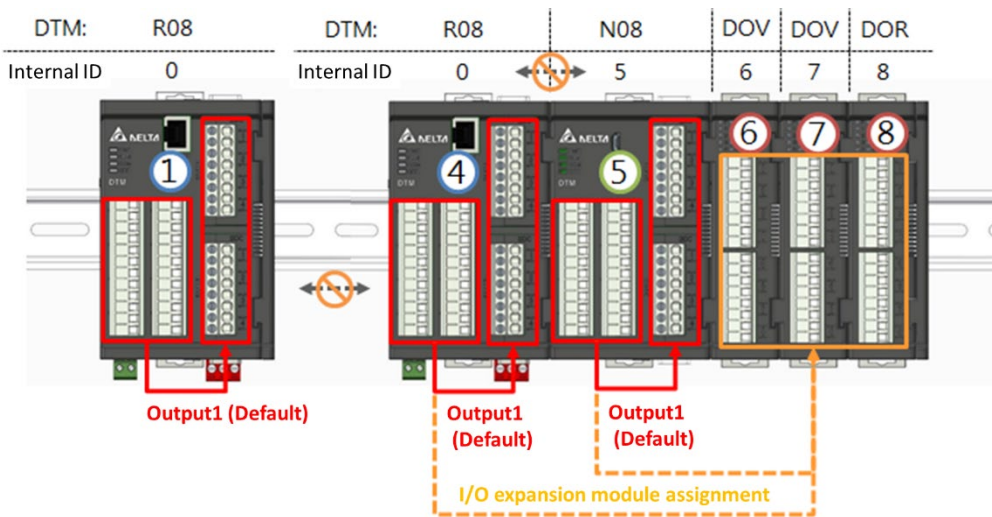 DTM: R08 DTM: R08 N08 DOV DOV DOR
Internal ID 0 Internal ID 0 5 6 7 8
DELTA DELTA DELTA 6 7 8
1 4 5
DTM DTM DTM
Output1 (Default) Output1 Output1
(Default) (Default)
I/O expansion module assignment